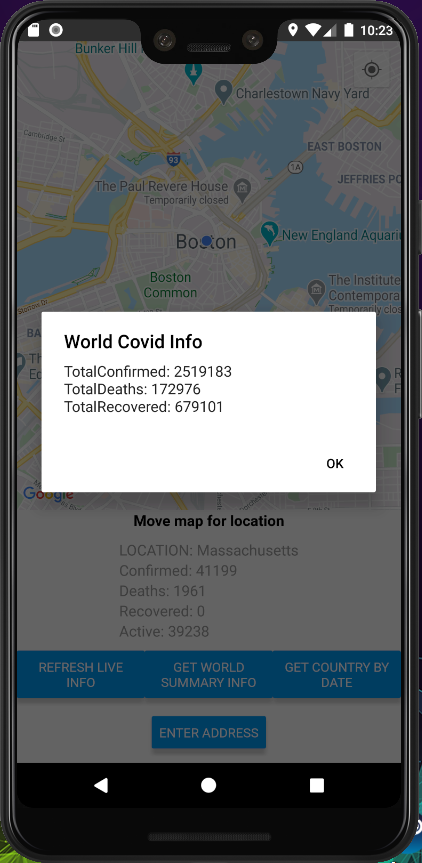 10:23
Bunker Hill
Charlestown Navy Yard
Cambridge St
93
EAST BOSTON
1A
The Paul Revere House
Temporarily closed
JEFFRIES PO
Boston
New England Aquariu
Boston
Common
The Institute
Contempora
Temporarily closed
BA
World Covid Info
TotalConfirmed: 2519183
TotalDeaths: 172976
TotalRecovered: 679101
OK
Google
Move map for location
LOCATION: Massachusetts
Confirmed: 41199
Deaths: 1961
Recovered: 0
Active: 39238
REFRESH LIVE
INFO
GET WORLD
SUMMARY INFO
GET COUNTRY BY
DATE
ENTER ADDRESS